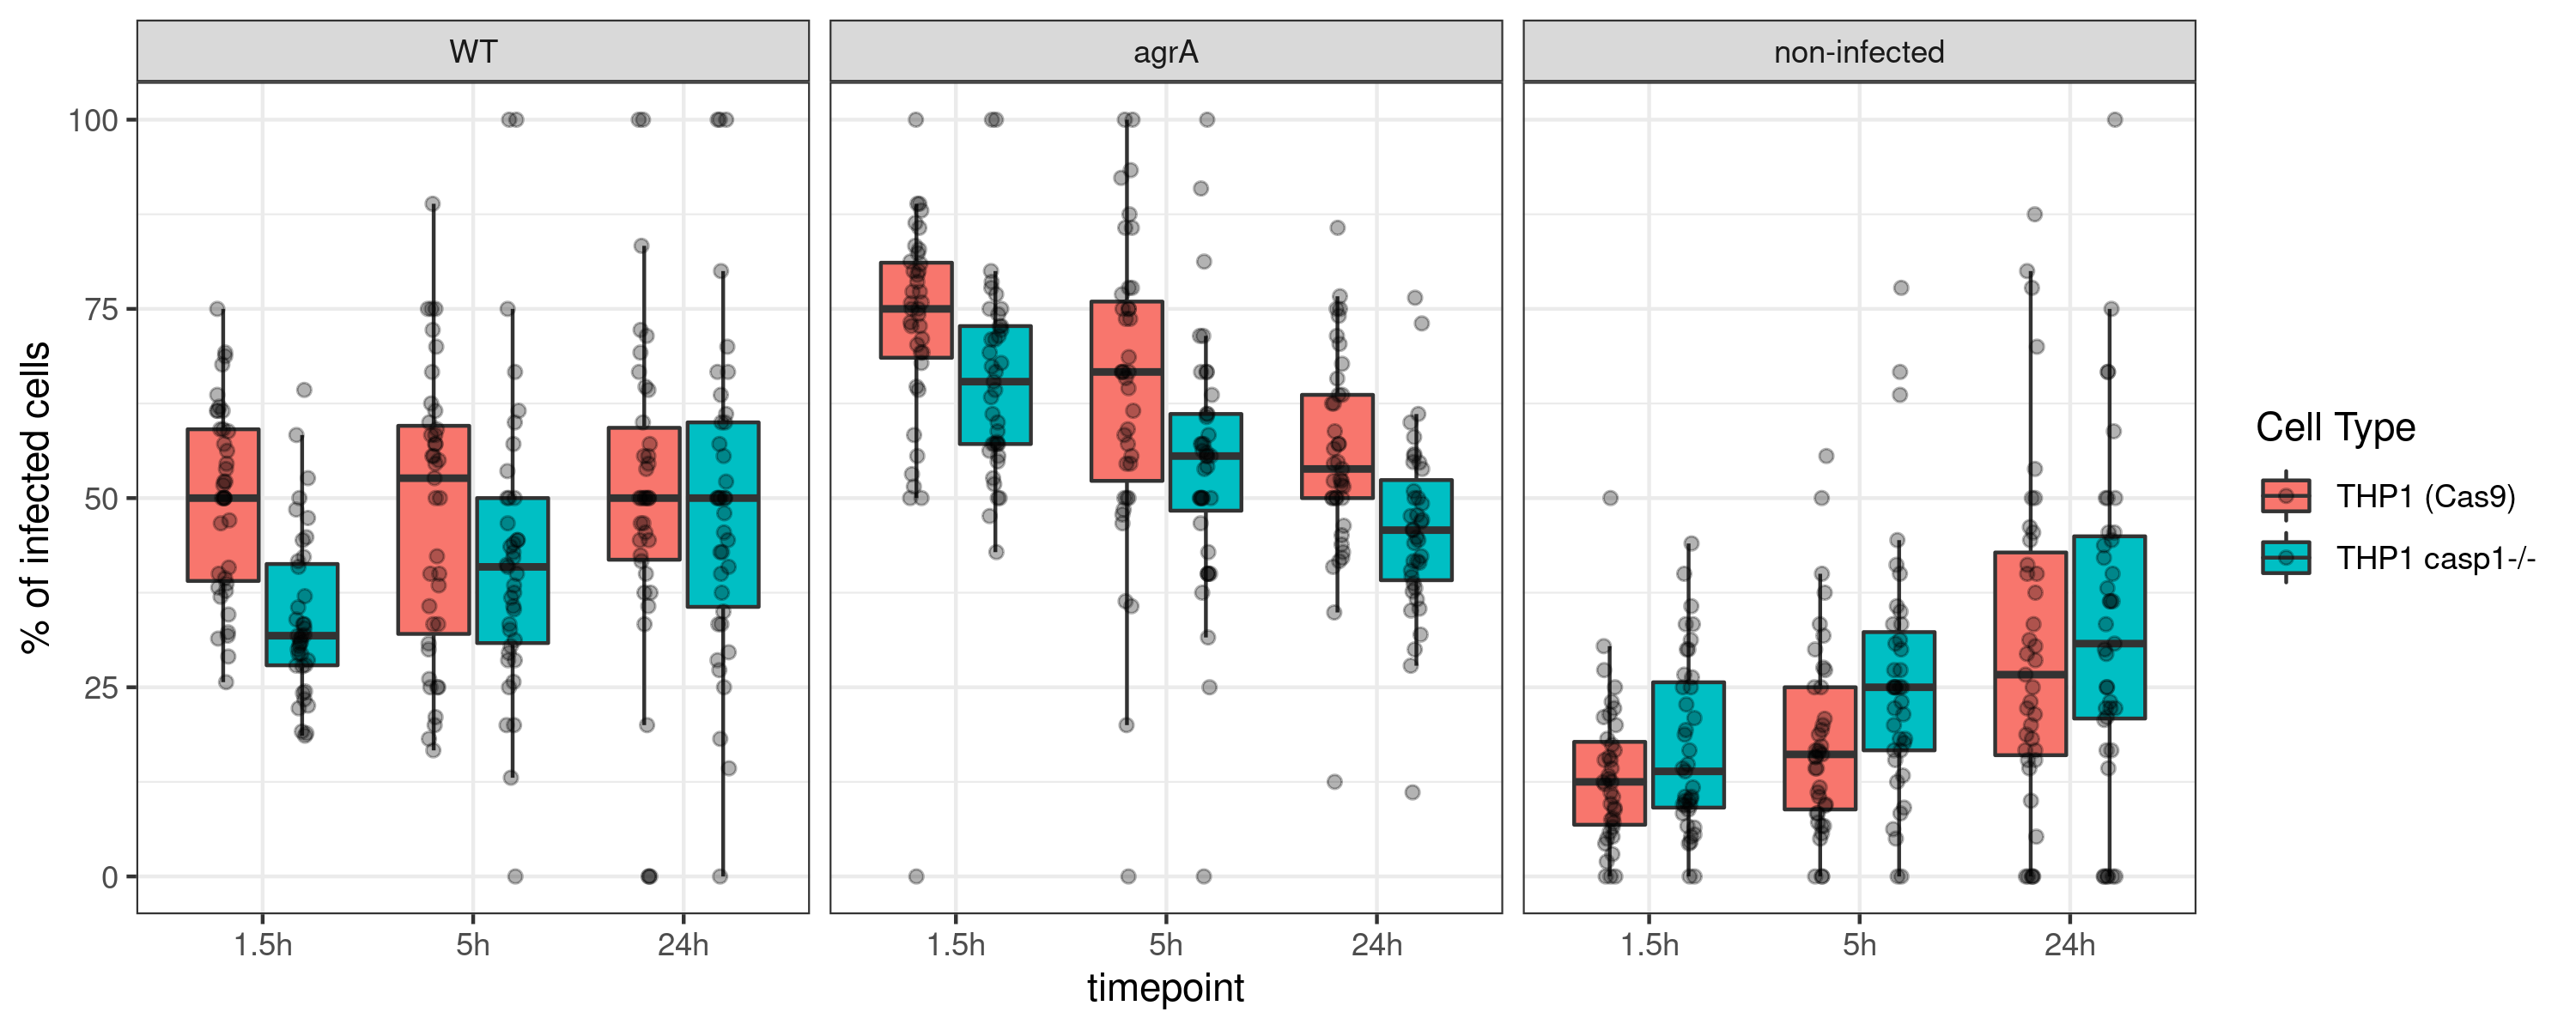 WT agrA non-infected
100
75
50
25
0
% of infected cells
1.5h 5h 24h 1.5h 5h 24h 1.5h 5h 24h
timepoint
Cell Type
THP1 (Cas9)
THP1 casp1-/-